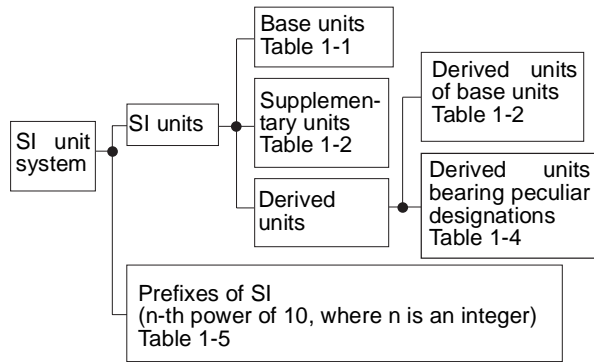 SI unit
system
SI units
Base units
Table 1-1
Supplemen-
tary units
Table 1-2
Derived
units
Derived units
of base units
Table 1-2
Derived units
bearing peculiar
designations
Table 1-4
Prefixes of SI
(n-th power of 10, where n is an integer)
Table 1-5